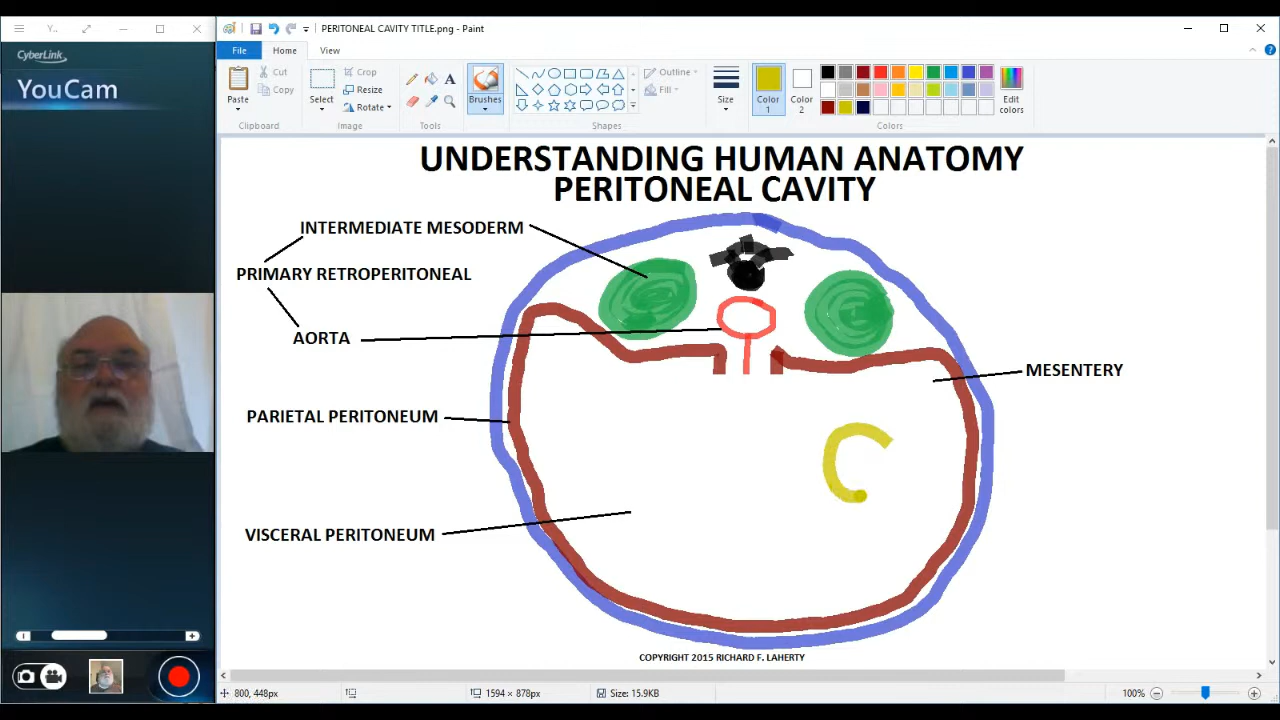 Y...
CyberLink
YouCam
PERITONEAL CAVITY TITLE.png - Paint
File
Home
View
Paste
Cut
Copy
Clipboard
Select
Crop
Resize
Rotate
Image
A
Tools
Brushes
Shapes
Outline
Fill
Size
Color 1
Color 2
Edit colors
Colors
UNDERSTANDING HUMAN ANATOMY
PERITONEAL CAVITY
INTERMEDIATE MESODERM
PRIMARY RETROPERITONEAL
AORTA
MESENTERY
PARIETAL PERITONEUM
VISCERAL PERITONEUM
COPYRIGHT 2015 RICHARD F. LAHERTY
800, 448px
1594 × 878px
Size: 15.9KB
100%